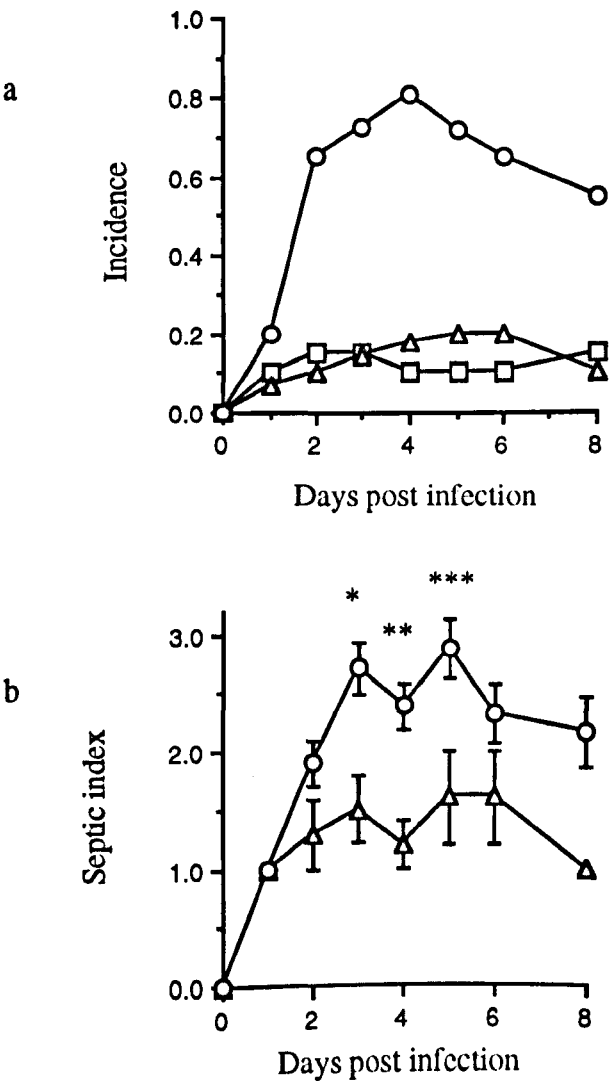 a
1.0
0.8
0.6
0.4
0.2
0.0
Incidence
0 2 4 6 8
Days post infection
b
* ** ***
3.0
2.0
1.0
0.0
Septic index
0 2 4 6 8
Days post infection